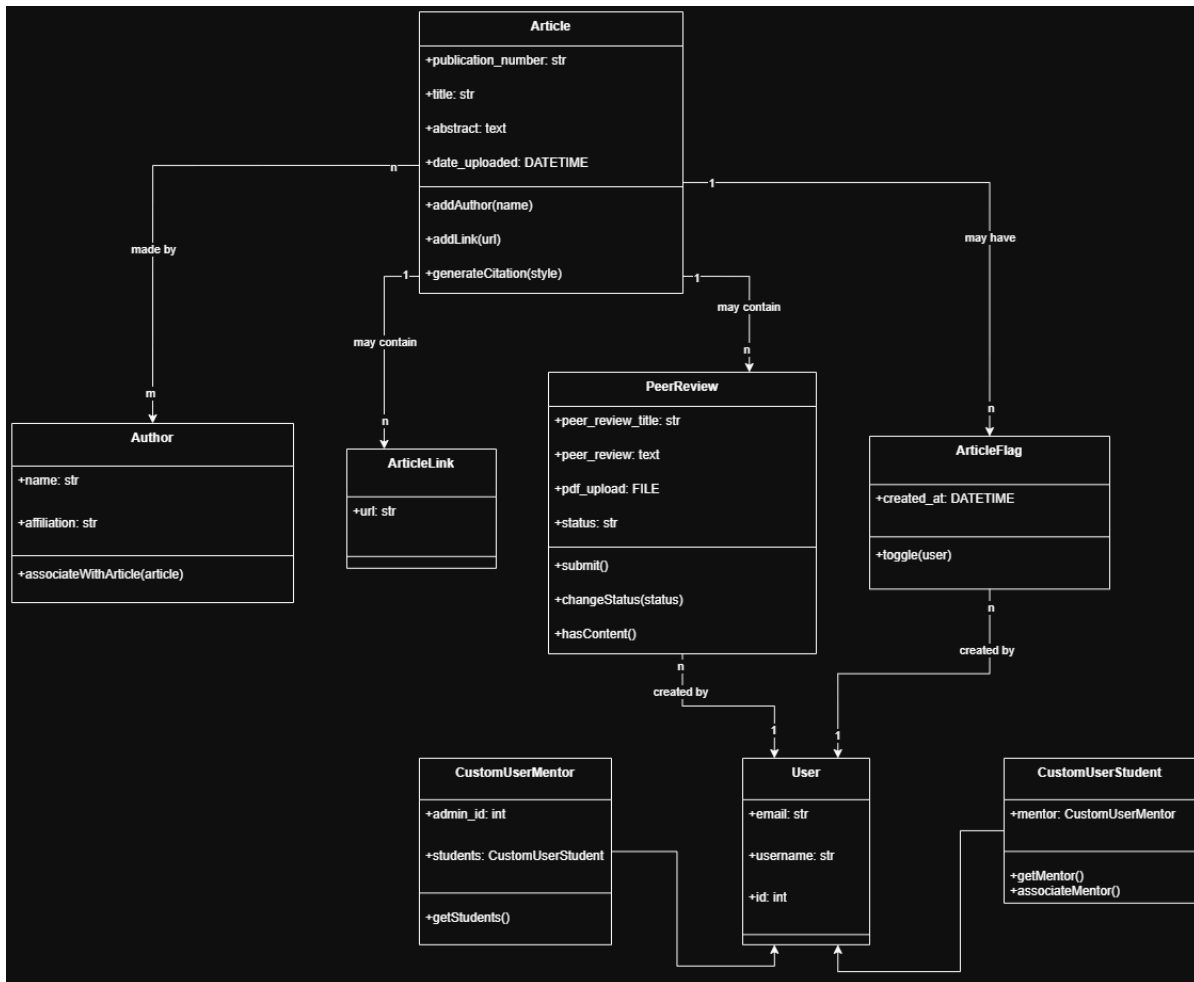 Article
+publication_number: str
+title: str
+abstract: text
+date_uploaded: DATETIME
+addAuthor(name)
+addLink(url)
+generateCitation(style)
n
made by
m
1
may contain
n
1
may contain
n
1
may have
n
Author
+name: str
+affiliation: str
+associateWithArticle(article)
ArticleLink
+url: str
PeerReview
+peer_review_title: str
+peer_review: text
+pdf_upload: FILE
+status: str
+submit()
+changeStatus(status)
+hasContent()
ArticleFlag
+created_at: DATETIME
+toggle(user)
n
created by
1
n
created by
1
CustomUserMentor
+admin_id: int
+students: CustomUserStudent
+getStudents()
User
+email: str
+username: str
+id: int
CustomUserStudent
+mentor: CustomUserMentor
+getMentor()
+associateMentor()